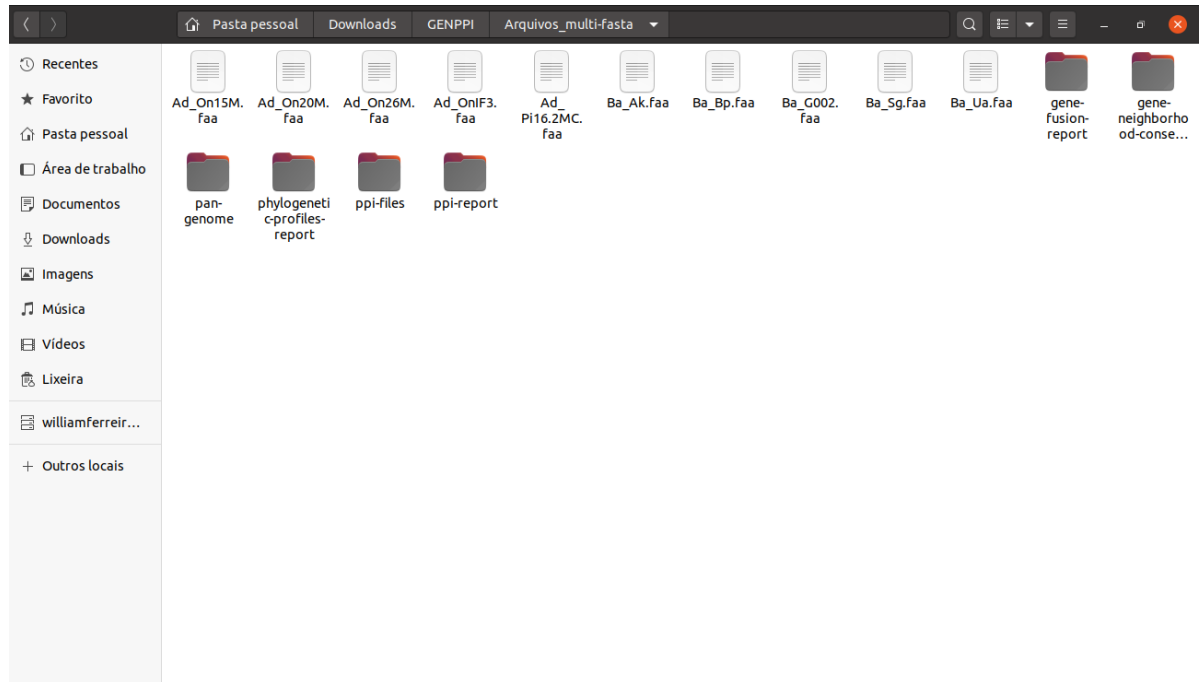 Pasta pessoal Downloads GENPPI Arquivos_multi-fasta
Recentes
Favorito
Pasta pessoal
Área de trabalho
Documentos
Downloads
Imagens
Música
Vídeos
Lixeira
williamferreir...
+ Outros locais
Ad_On15M.
faa
Ad_On20M.
faa
Ad_On26M.
faa
Ad_OnIF3.
faa
Ad_
Pi16.2MC.
faa
Ba_Ak.faa
Ba_Bp.faa
Ba_G002.
faa
Ba_Sg.faa
Ba_Ua.faa
gene-
fusion-
report
gene-
neighborho
od-conse...
pan-
genome
phylogeneti
c-profiles-
report
ppi-files
ppi-report